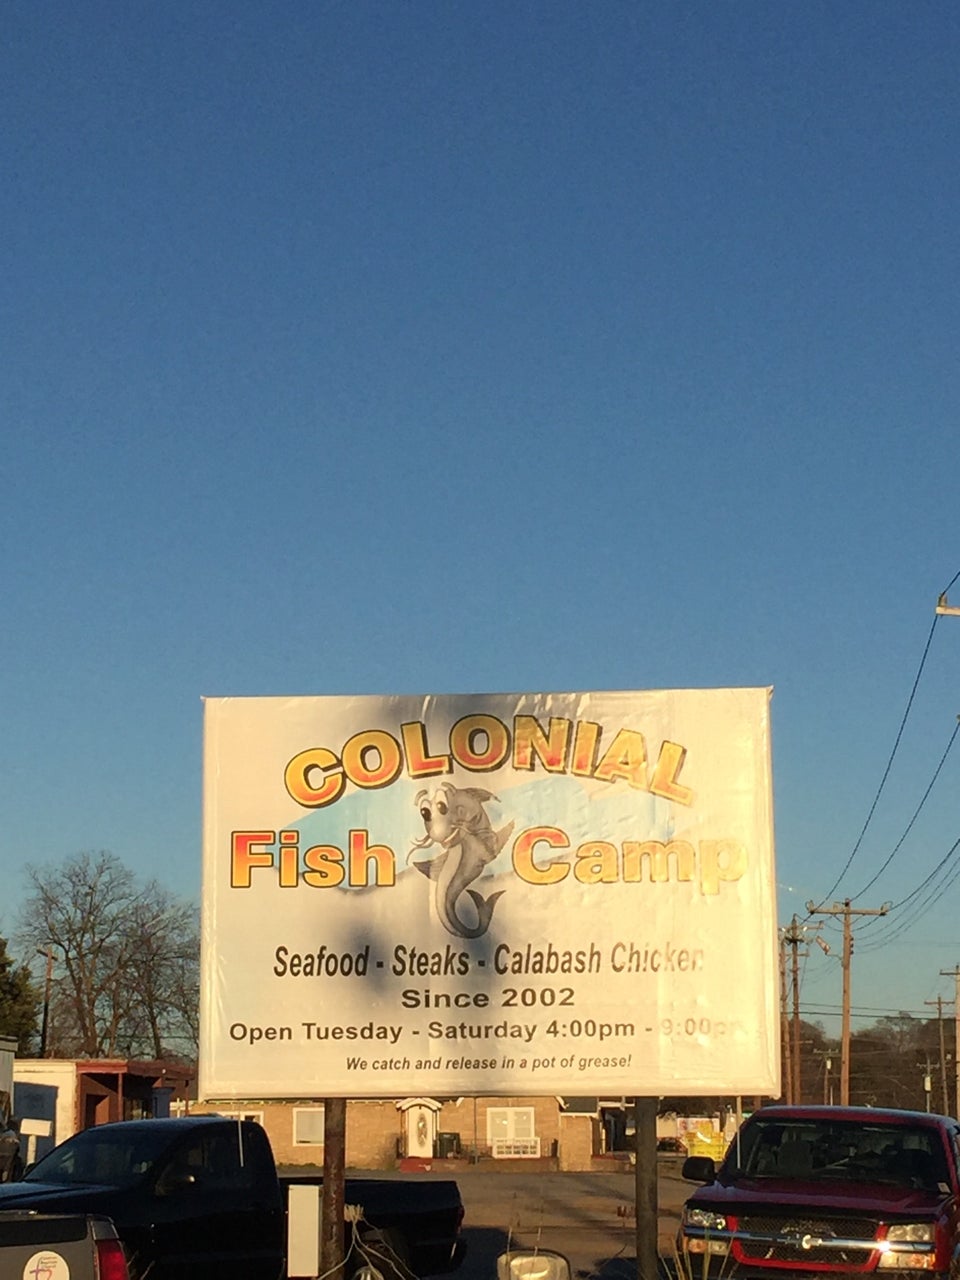 COLONIAL
Fish Camp
Seafood - Steaks - Calabash Chicken
Since 2002
Open Tuesday - Saturday 4:00pm - 9:00pm
We catch and release in a pot of grease!